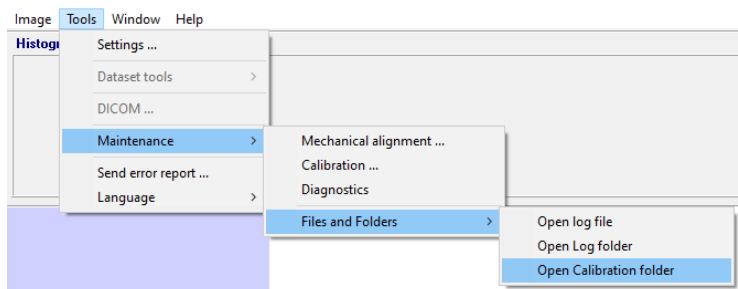 Image Tools Window Help
Histogr
Settings ...
Dataset tools
DICOM ...
Maintenance
Send error report ...
Language
Mechanical alignment ...
Calibration ...
Diagnostics
Files and Folders
Open log file
Open Log folder
Open Calibration folder